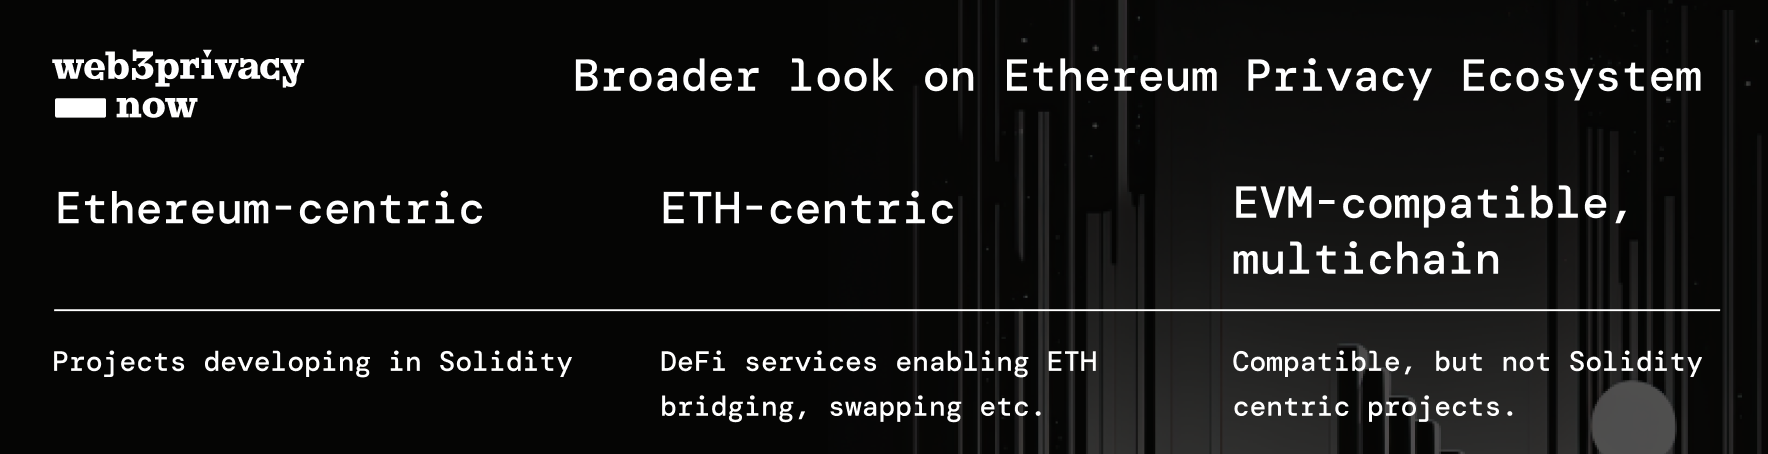 web3privacy
now
Broader look on Ethereum Privacy Ecosystem
Ethereum-centric
ETH-centric
EVM-compatible,
multichain
Projects developing in Solidity
DeFi services enabling ETH
bridging, swapping etc.
Compatible, but not Solidity
centric projects.